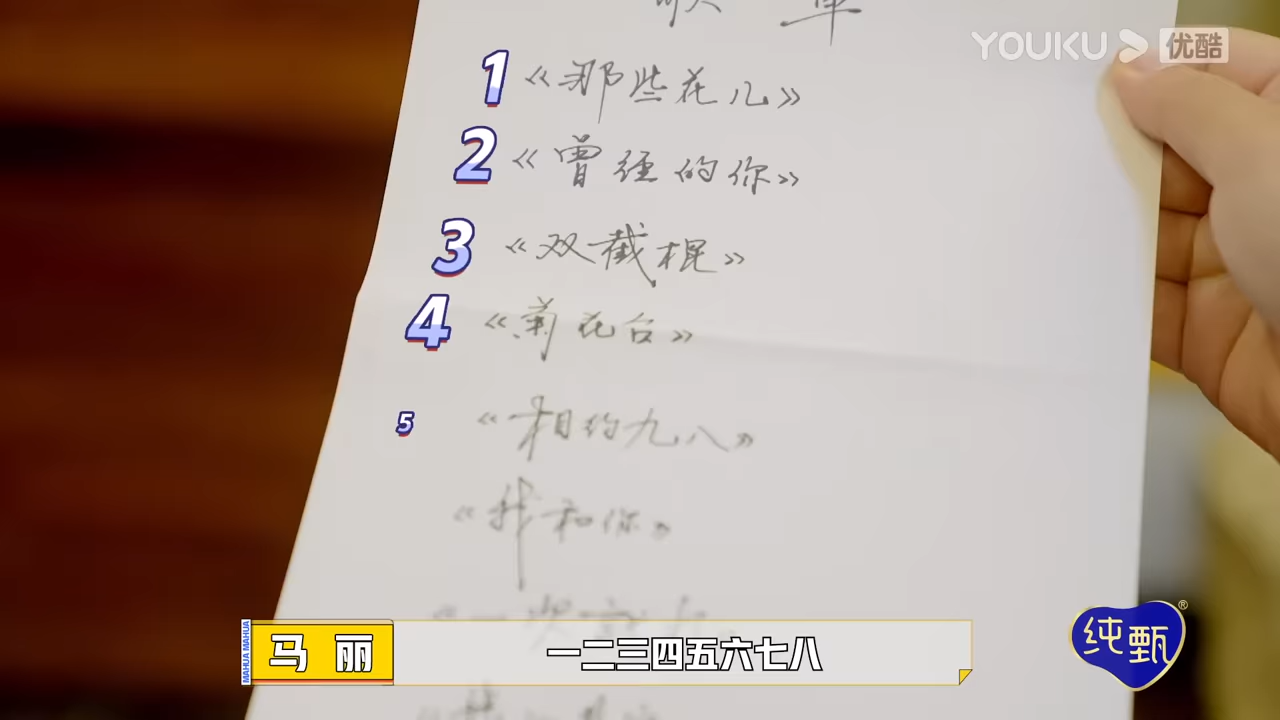 歌 单
YOUKU 优酷
1 《那些花儿》
2 《曾经的你》
3 《双截棍》
4 《菊花台》
5 《相约九八》
《我和你》
MAHUA MAHUA
马丽
一二三四五六七八
纯甄®